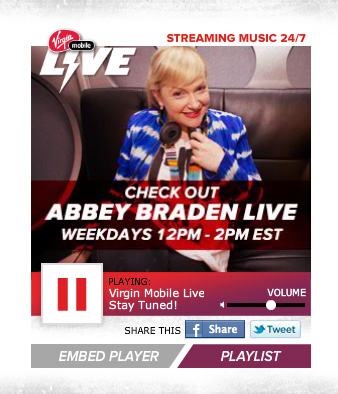 Virgin
mobile
LIVE
STREAMING MUSIC 24/7
CHECK OUT
ABBEY BRADEN LIVE
WEEKDAYS 12PM - 2PM EST
PLAYING:
Virgin Mobile Live
Stay Tuned!
VOLUME
SHARE THIS
f Share
Tweet
EMBED PLAYER
PLAYLIST